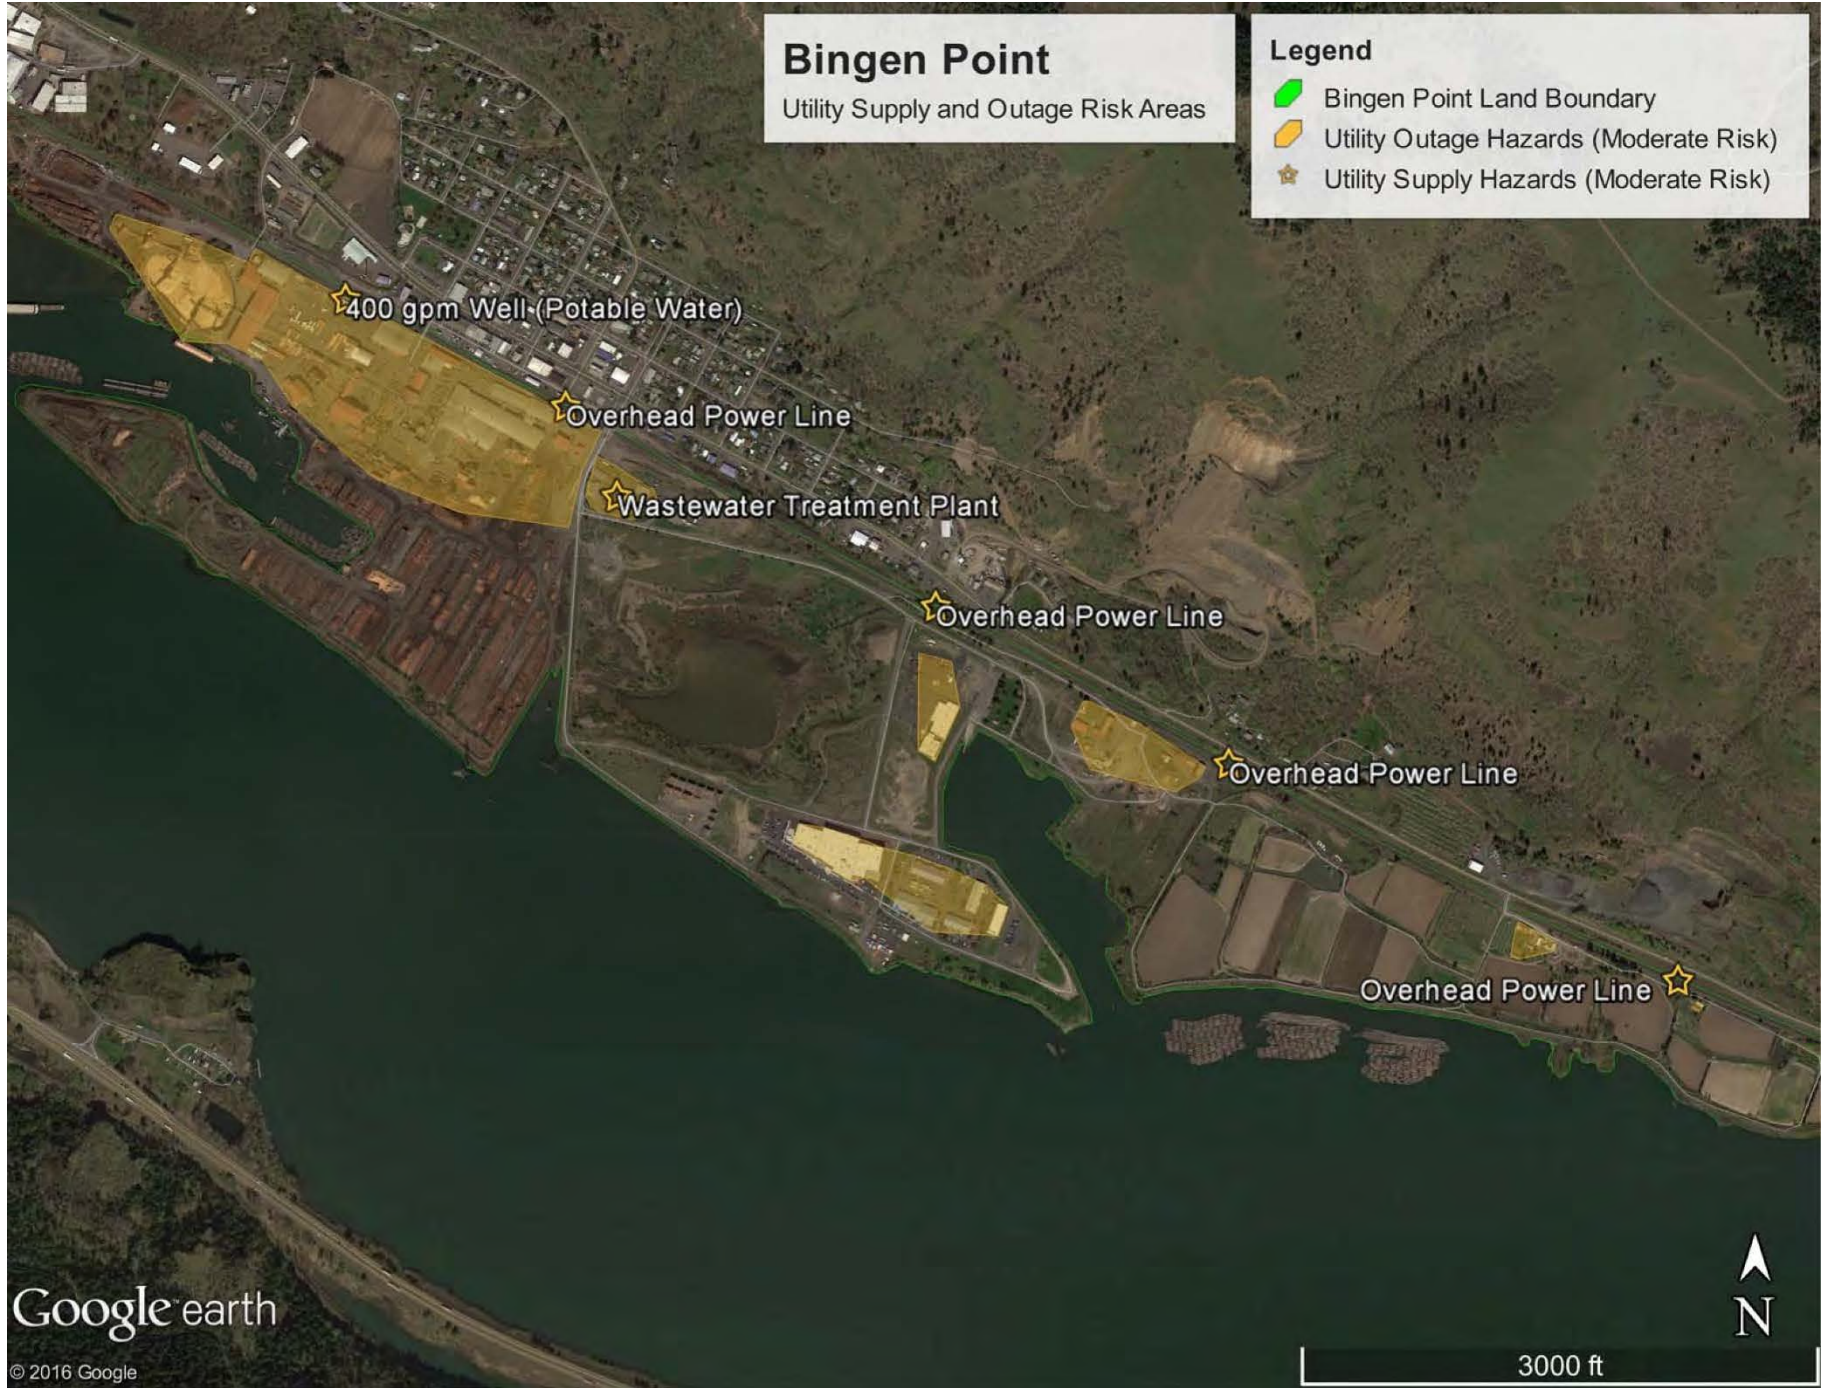 Bingen Point
Utility Supply and Outage Risk Areas
Legend
Bingen Point Land Boundary
Utility Outage Hazards (Moderate Risk)
Utility Supply Hazards (Moderate Risk)
400 gpm Well (Potable Water)
Overhead Power Line
Wastewater Treatment Plant
Overhead Power Line
Overhead Power Line
Overhead Power Line
Google earth
© 2016 Google
N
3000 ft